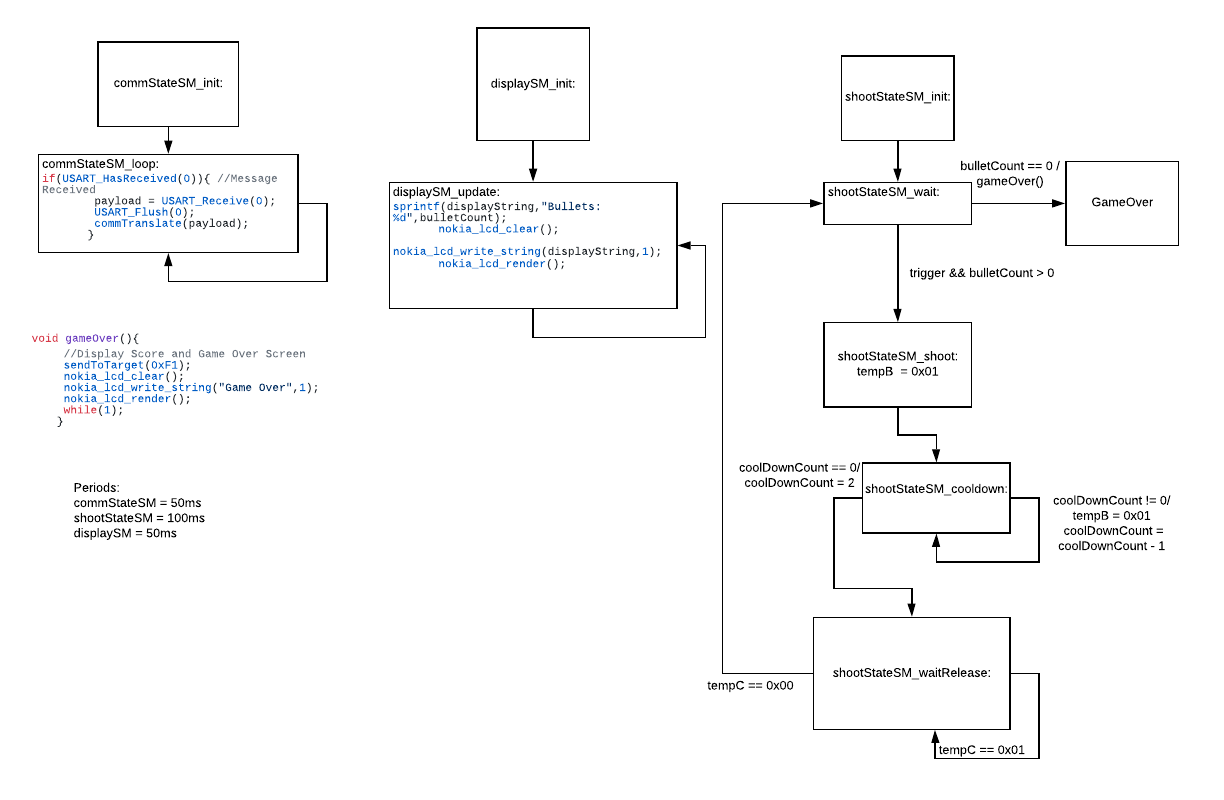 commStateSM_init:
commStateSM_loop:
if(USART_HasReceived(0)){ //Message
Received
payload = USART_Receive(0);
USART_Flush(0);
commTranslate(payload);
}
void gameOver(){
//Display Score and Game Over Screen
sendToTarget(0xF1);
nokia_lcd_clear();
nokia_lcd_write_string("Game Over",1);
nokia_lcd_render();
while(1);
}
Periods:
commStateSM = 50ms
shootStateSM = 100ms
displaySM = 50ms
displaySM_init:
displaySM_update:
sprintf(displayString,"Bullets:
%d",bulletCount);
nokia_lcd_clear();
nokia_lcd_write_string(displayString,1);
nokia_lcd_render();
shootStateSM_init:
shootStateSM_wait:
bulletCount == 0 /
gameOver()
GameOver
trigger && bulletCount > 0
shootStateSM_shoot:
tempB = 0x01
coolDownCount == 0/
coolDownCount = 2
shootStateSM_cooldown:
coolDownCount != 0/
tempB = 0x01
coolDownCount =
coolDownCount - 1
shootStateSM_waitRelease:
tempC == 0x00
tempC == 0x01